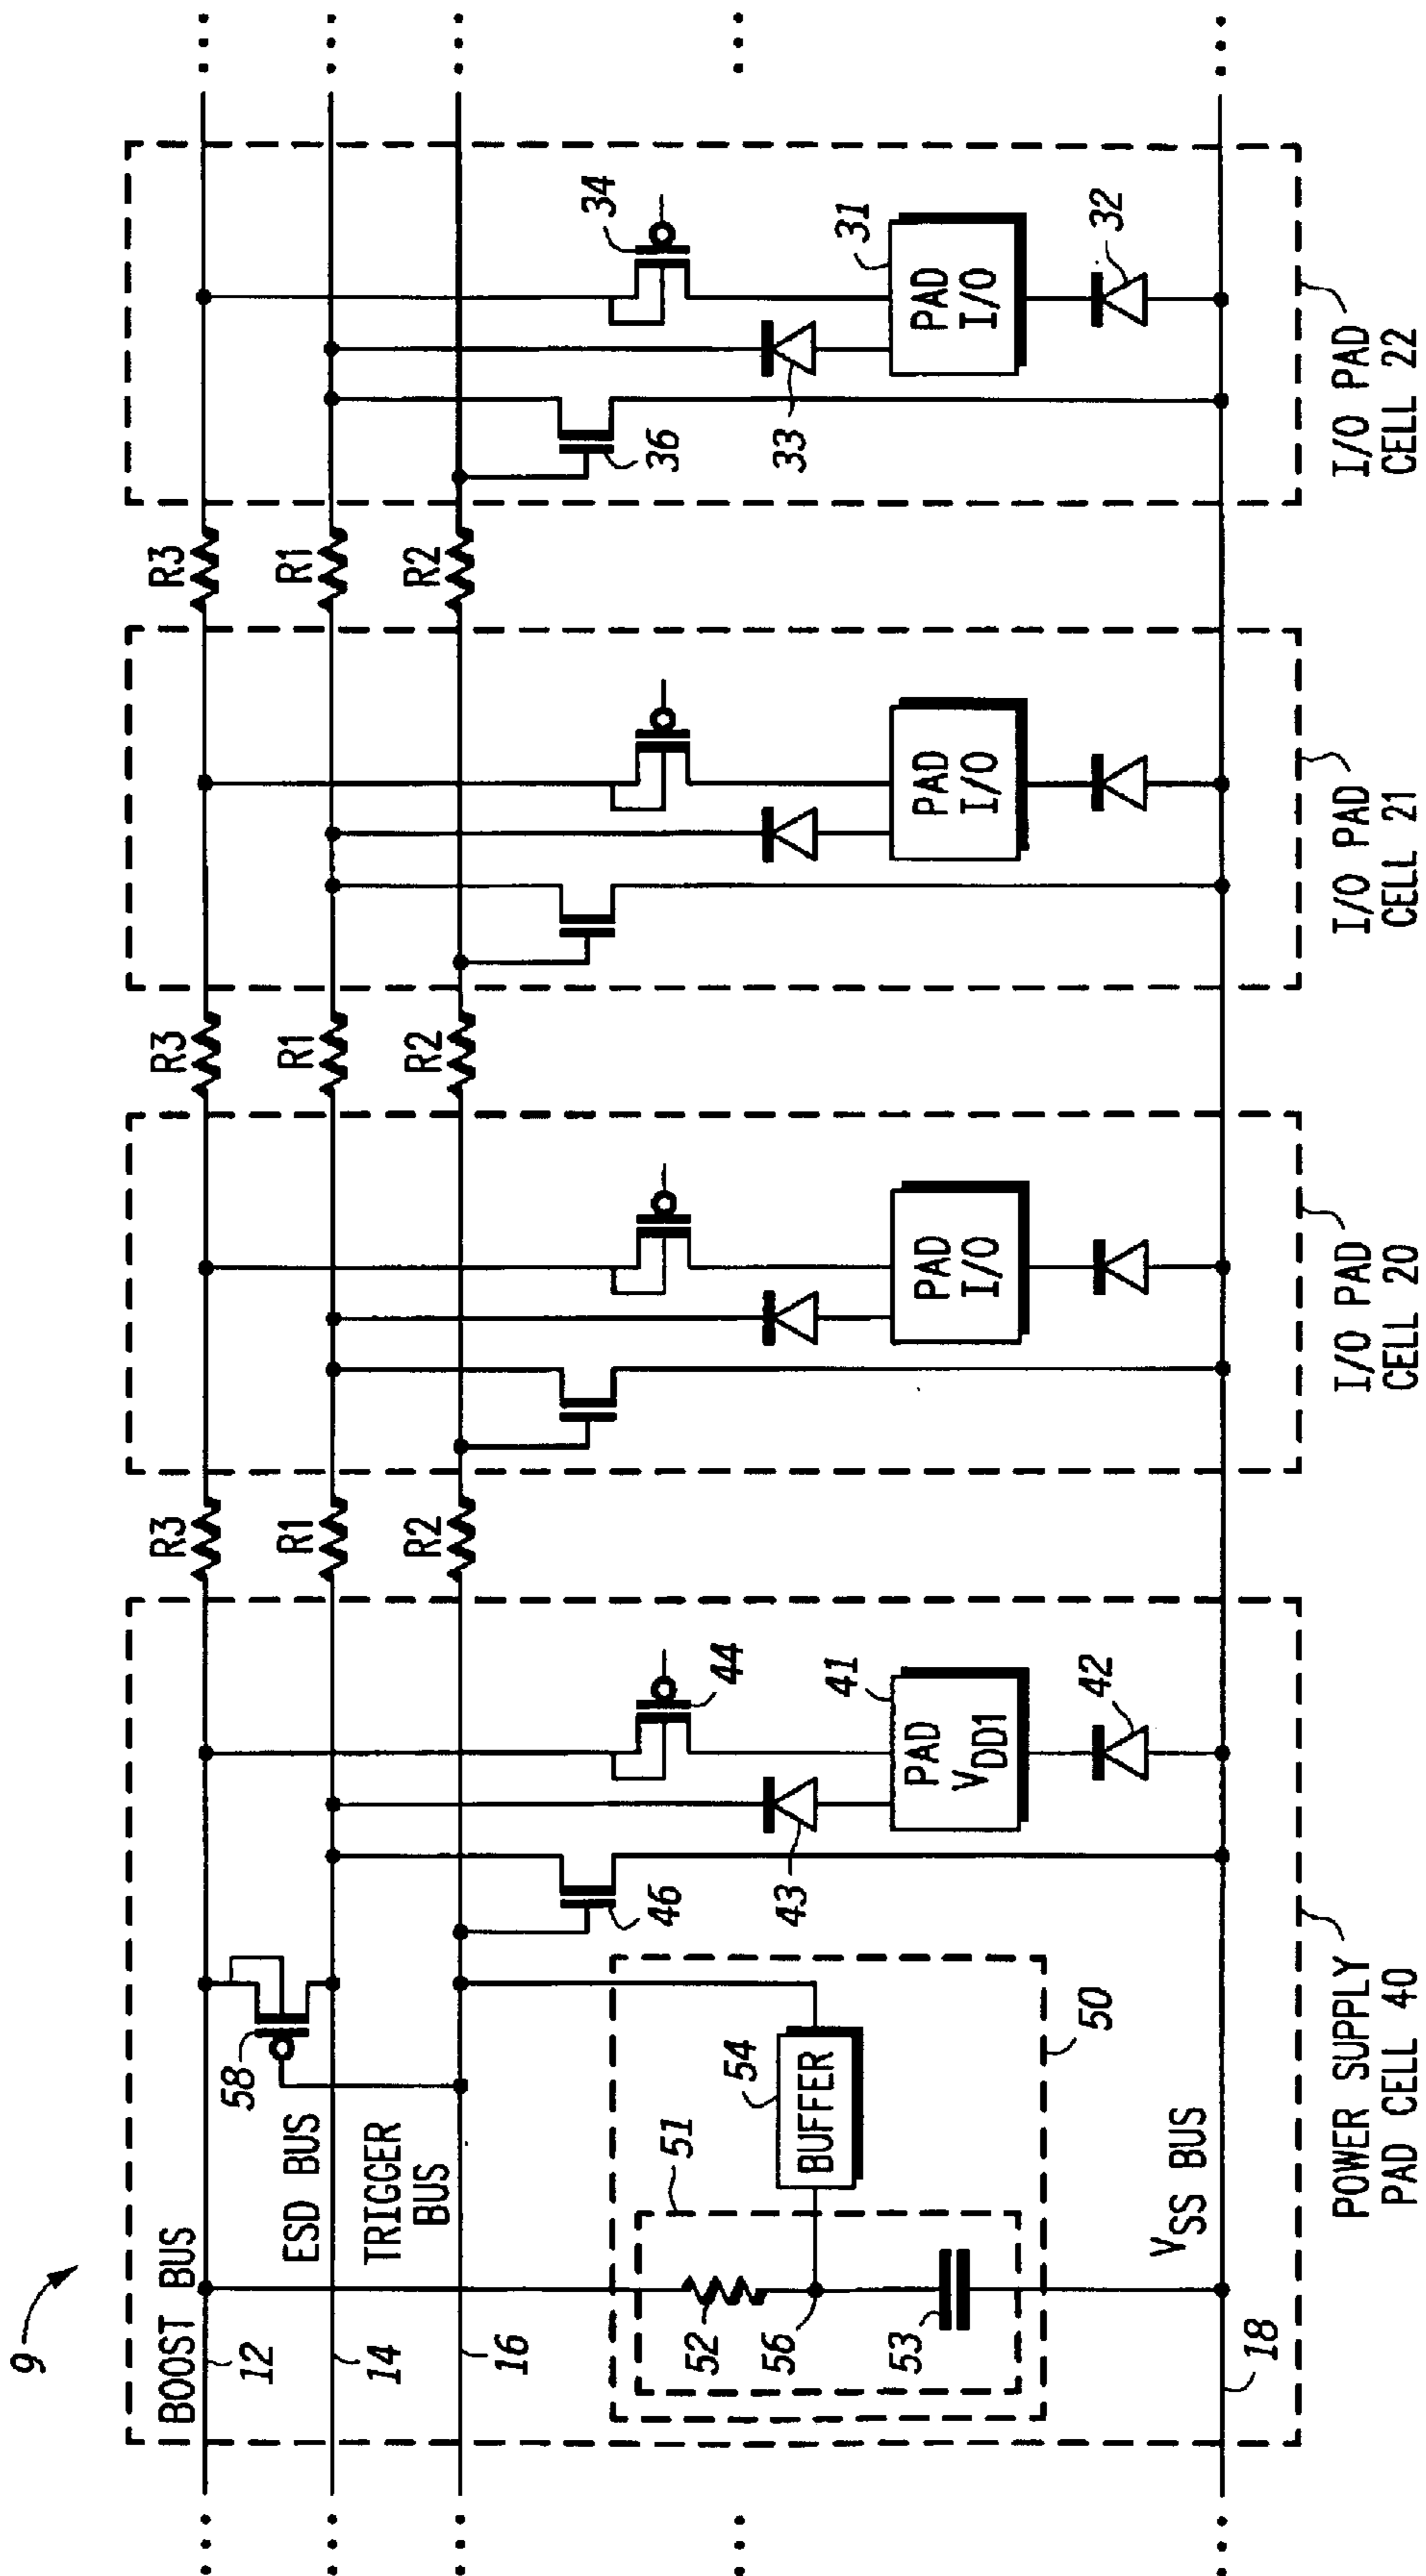 9
BOOST BUS
12
ESD BUS
14
TRIGGER
BUS
16
58
R3
R1
R2
R3
R1
R2
R3
R1
R2
51
52
56
53
54
BUFFER
50
46
43
44
41
PAD
VDD1
42
PAD
I/O
PAD
I/O
34
36
33
31
PAD
I/O
32
VSS BUS
18
POWER SUPPLY
PAD CELL 40
I/O PAD
CELL 20
I/O PAD
CELL 21
I/O PAD
CELL 22